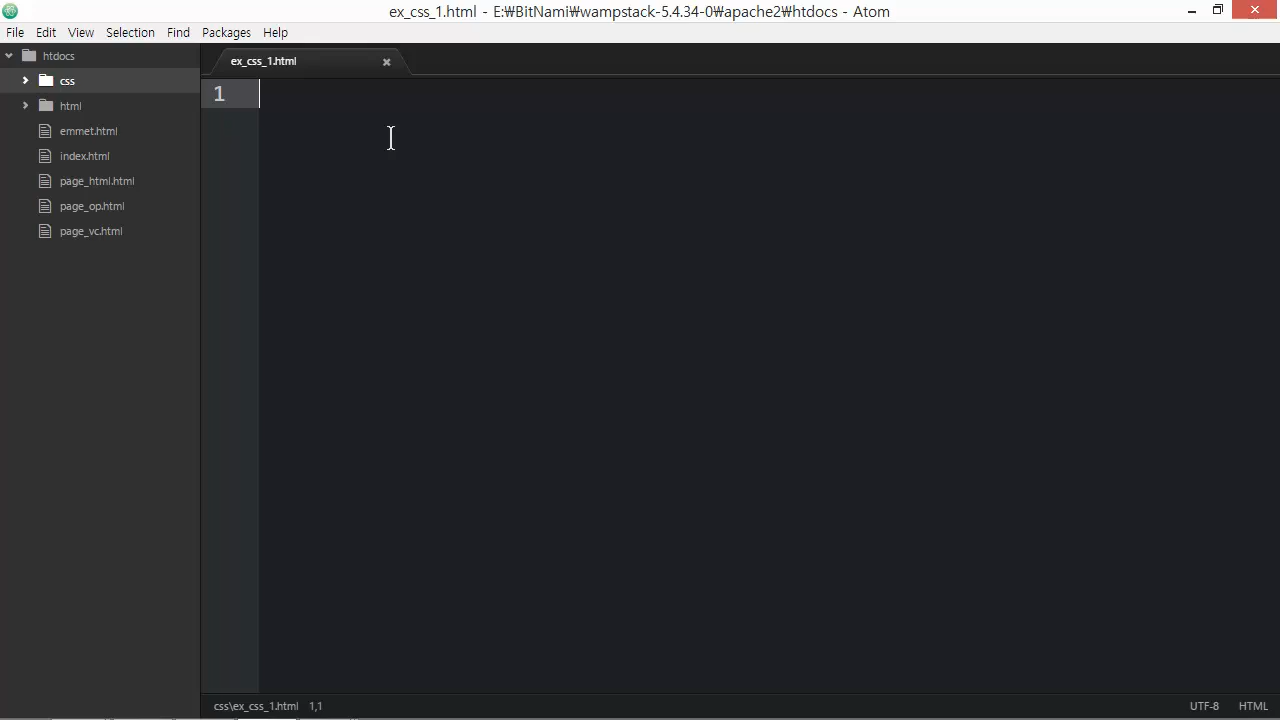 ex_css_1.html - E:₩BitNami₩wampstack-5.4.34-0₩apache2₩htdocs - Atom
File Edit View Selection Find Packages Help
htdocs
css
html
emmet.html
index.html
page_html.html
page_op.html
page_vc.html
ex_css_1.html
1
css\ex_css_1.html 1,1
UTF-8 HTML